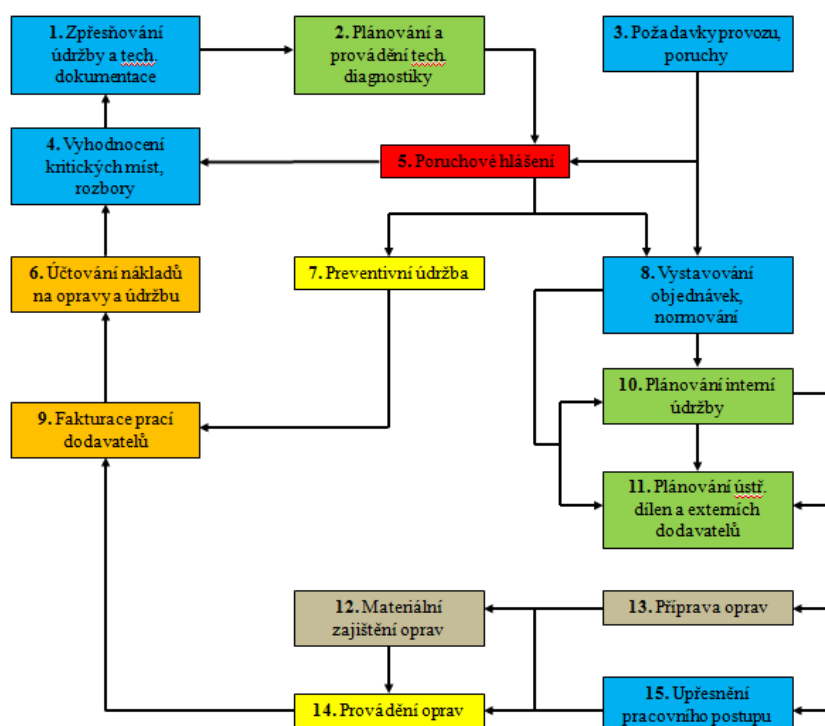 1. Zpřesňování
údržby a tech.
dokumentace
2. Plánování a
provádění tech.
diagnostiky
3. Požadavky provozu,
poruchy
4. Vyhodnocení
kritických míst,
rozbory
5. Poruchové hlášení
6. Účtování nákladů
na opravy a údržbu
7. Preventivní údržba
8. Vystavování
objednávek,
normování
9. Fakturace prací
dodavatelů
10. Plánování interní
údržby
11. Plánování ústř.
dílen a externích
dodavatelů
12. Materiální
zajištění oprav
13. Příprava oprav
14. Provádění oprav
15. Upřesnění
pracovního postupu